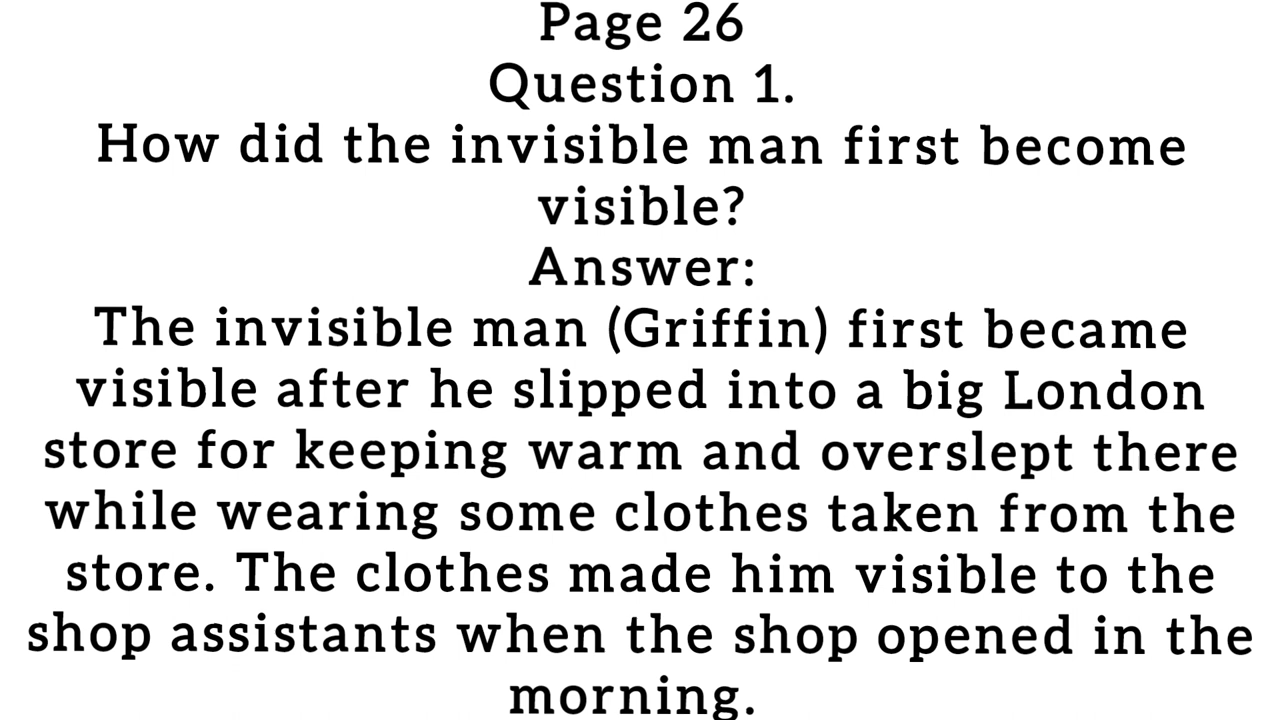 Page 26
Question 1.
How did the invisible man first become
visible?
Answer:
The invisible man (Griffin) first became
visible after he slipped into a big London
store for keeping warm and overslept there
while wearing some clothes taken from the
store. The clothes made him visible to the
shop assistants when the shop opened in the
morning.